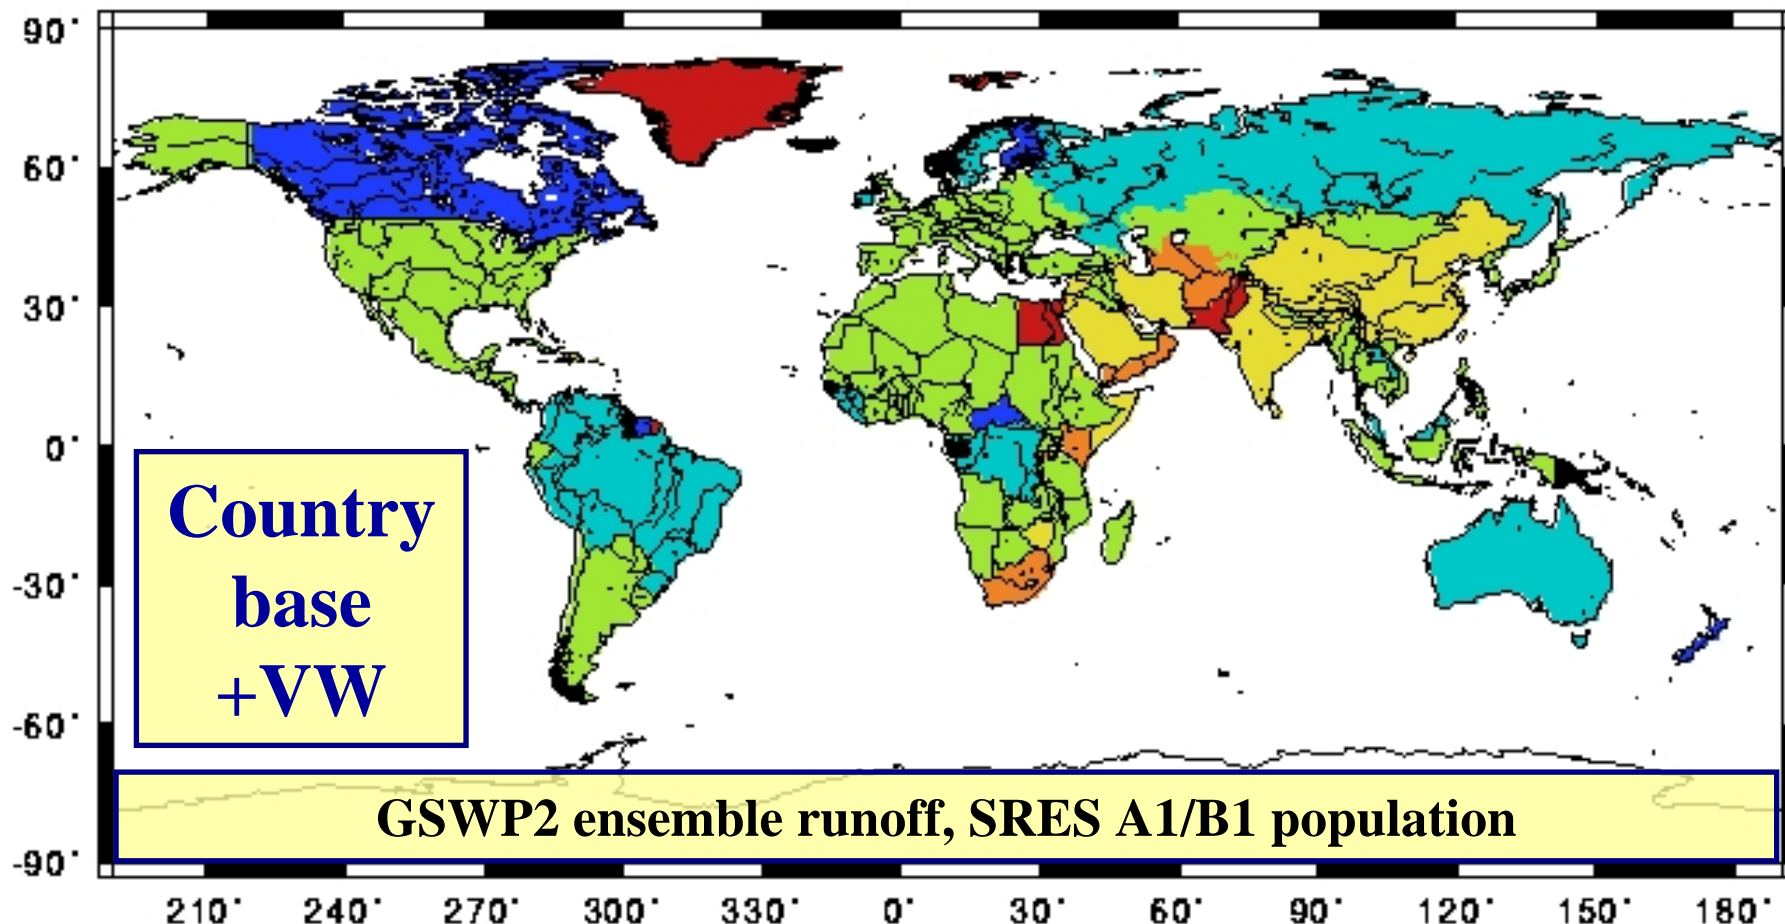 90°
60°
30°
0°
-30°
-60°
-90°
Country
base
+VW
GSWP2 ensemble runoff, SRES A1/B1 population
210° 240° 270° 300° 330° 0° 30° 60° 90° 120° 150° 180°